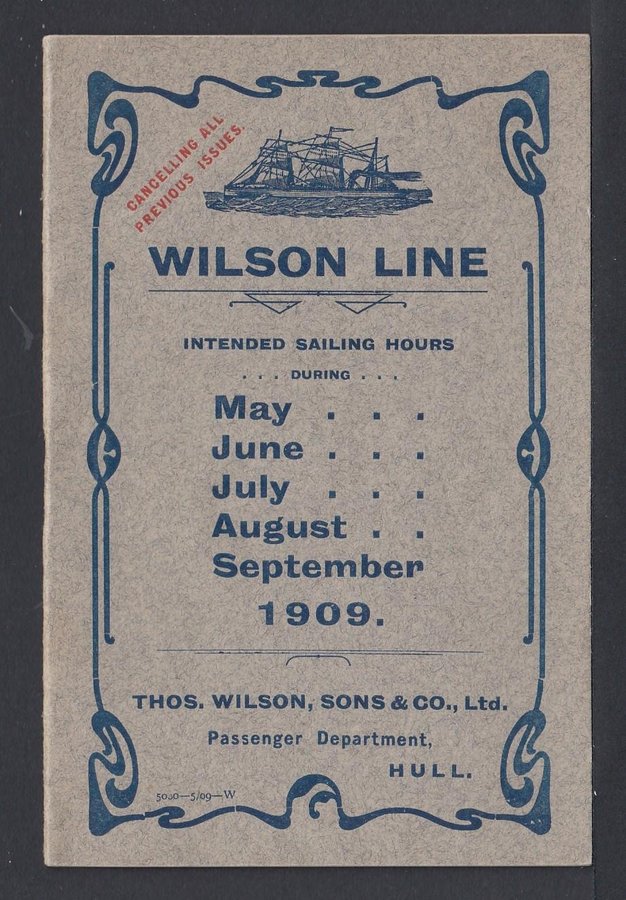 CANCELLING ALL
PREVIOUS ISSUES.
WILSON LINE
INTENDED SAILING HOURS
. . . DURING . . .
May . . .
June . . .
July . . .
August . .
September
1909.
THOS. WILSON, SONS & CO., Ltd.
Passenger Department,
HULL.
5000—5/09—W